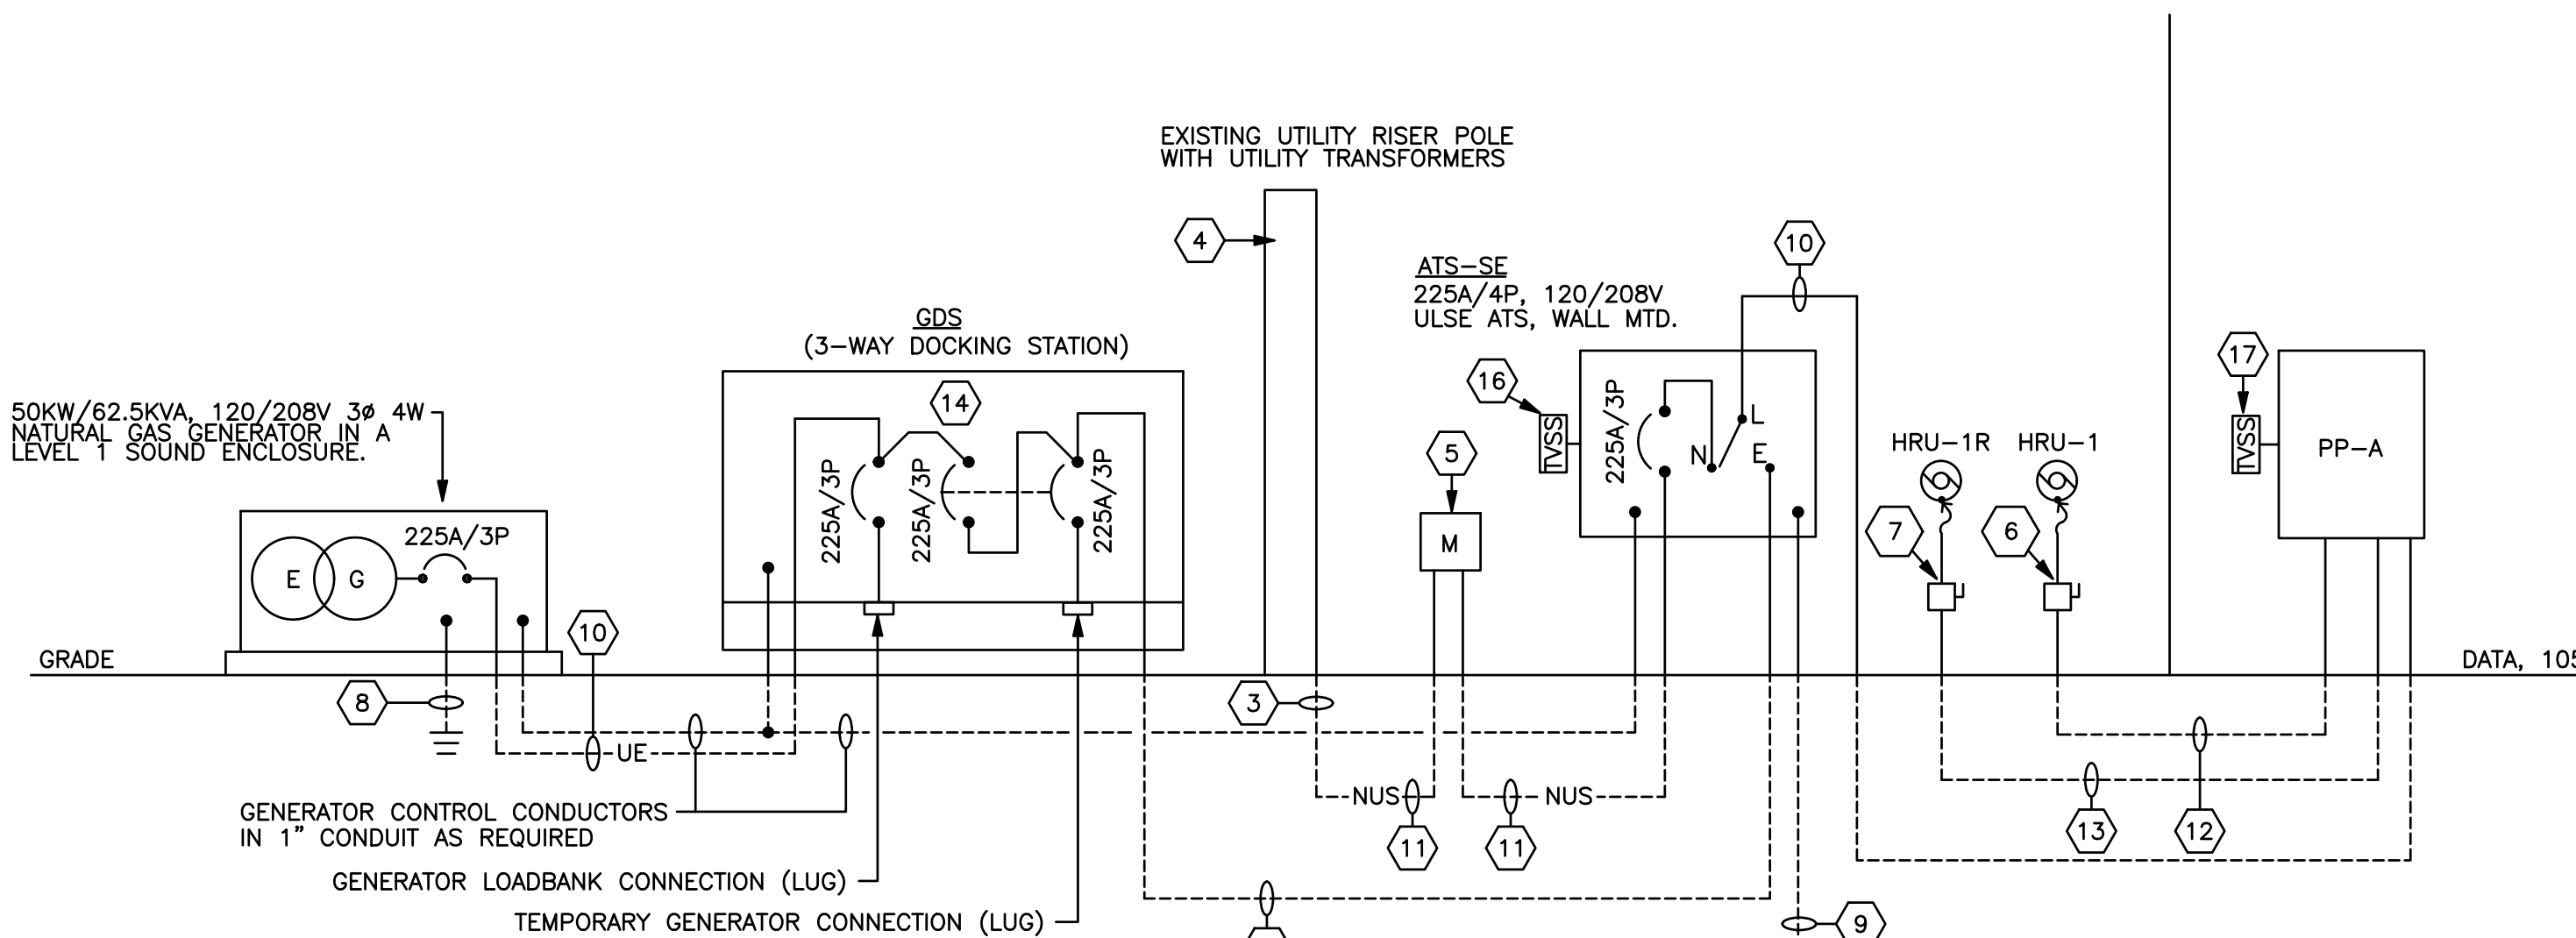 EXISTING UTILITY RISER POLE
WITH UTILITY TRANSFORMERS
4
10
ATS-SE
225A/4P, 120/208V
ULSE ATS, WALL MTD.
GDS
(3-WAY DOCKING STATION)
14
225A/3P
225A/3P
225A/3P
50KW/62.5KVA, 120/208V 3ø 4W
NATURAL GAS GENERATOR IN A
LEVEL 1 SOUND ENCLOSURE.
225A/3P
E
G
16
TVSS
225A/3P
N
L
E
5
M
HRU-1R
HRU-1
7
6
17
TVSS
PP-A
GRADE
DATA, 105
8
10
UE
3
NUS
NUS
11
11
13
12
GENERATOR CONTROL CONDUCTORS
IN 1” CONDUIT AS REQUIRED
GENERATOR LOADBANK CONNECTION (LUG)
TEMPORARY GENERATOR CONNECTION (LUG)
9